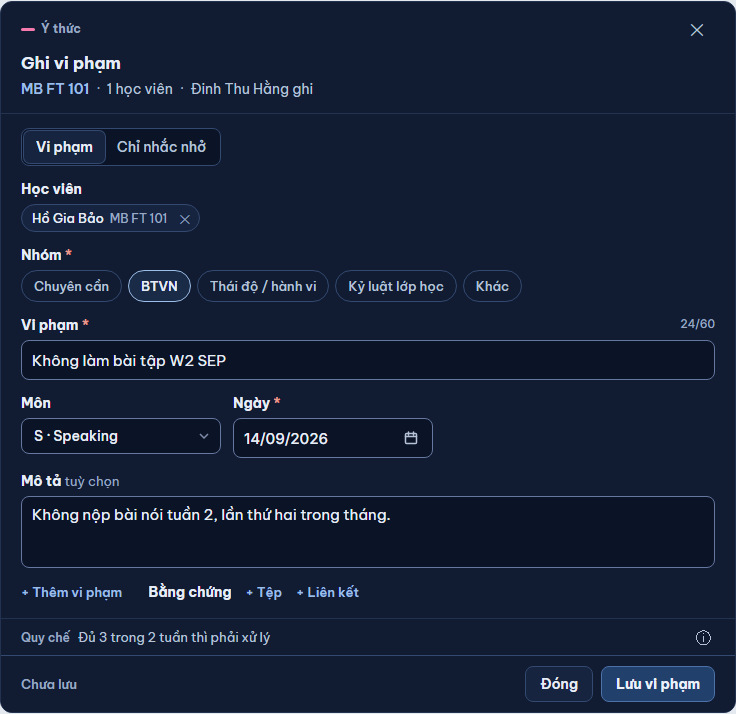 Ý thức
Ghi vi phạm
MB FT 101 · 1 học viên · Đinh Thu Hằng ghi
Vi phạm Chỉ nhắc nhở
Học viên
Hồ Gia Bảo MB FT 101
Nhóm *
Chuyên cần BTVN Thái độ / hành vi Kỷ luật lớp học Khác
Vi phạm * 24/60
Không làm bài tập W2 SEP
Môn Ngày *
S · Speaking 14/09/2026
Mô tả tuỳ chọn
Không nộp bài nói tuần 2, lần thứ hai trong tháng.
+ Thêm vi phạm Bằng chứng + Tệp + Liên kết
Quy chế Đủ 3 trong 2 tuần thì phải xử lý
Chưa lưu Đóng Lưu vi phạm